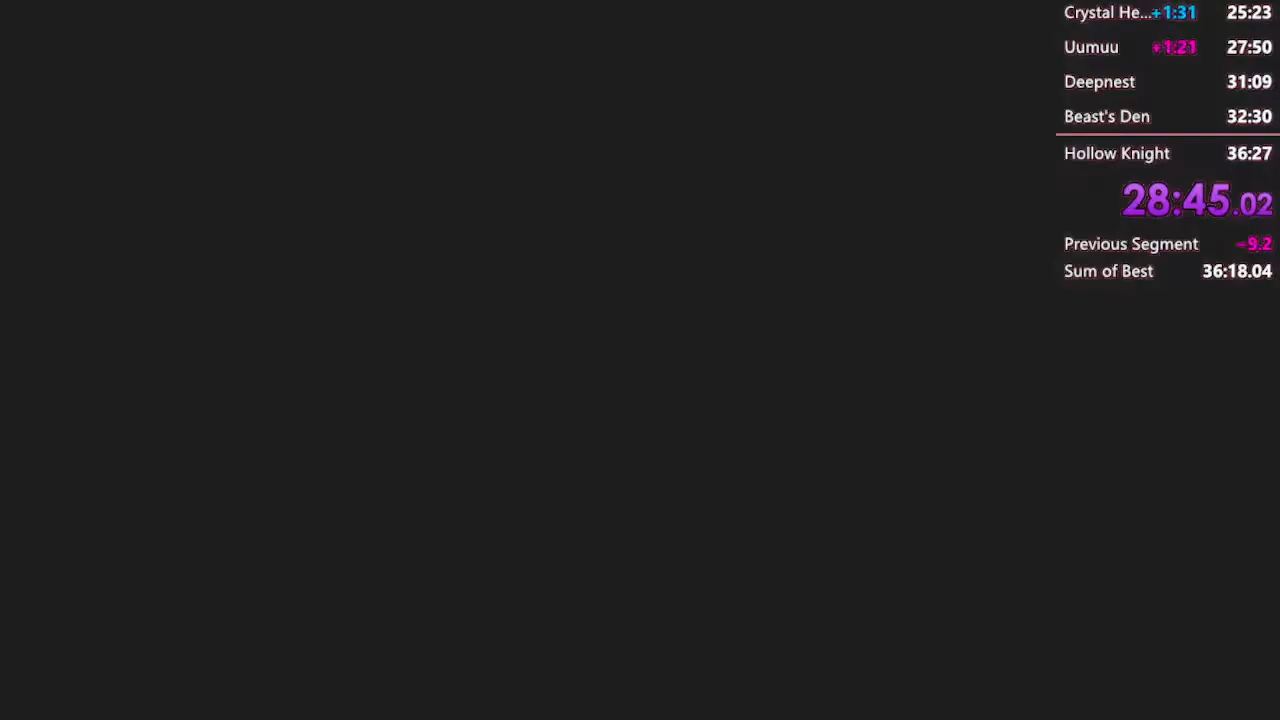 Crystal He... +1:31 25:23
Uumuu +1:21 27:50
Deepnest 31:09
Beast's Den 32:30
Hollow Knight 36:27
28:45.02
Previous Segment -9.2
Sum of Best 36:18.04